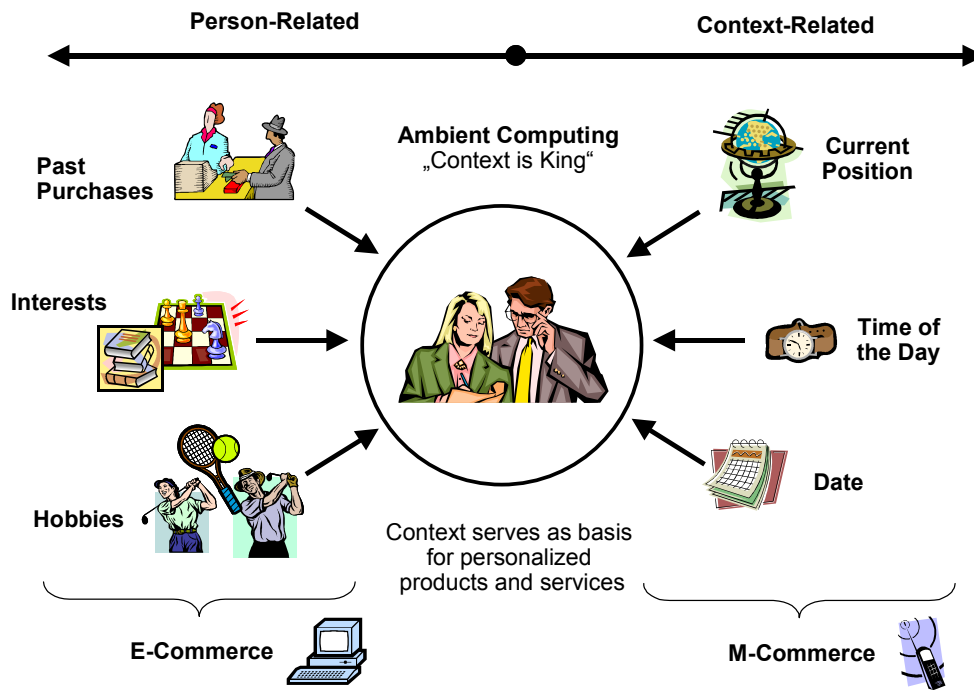 Person-Related
Context-Related
Ambient Computing
„Context is King“
Past
Purchases
Current
Position
Interests
Time of
the Day
Hobbies
Date
Context serves as basis
for personalized
products and services
E-Commerce
M-Commerce